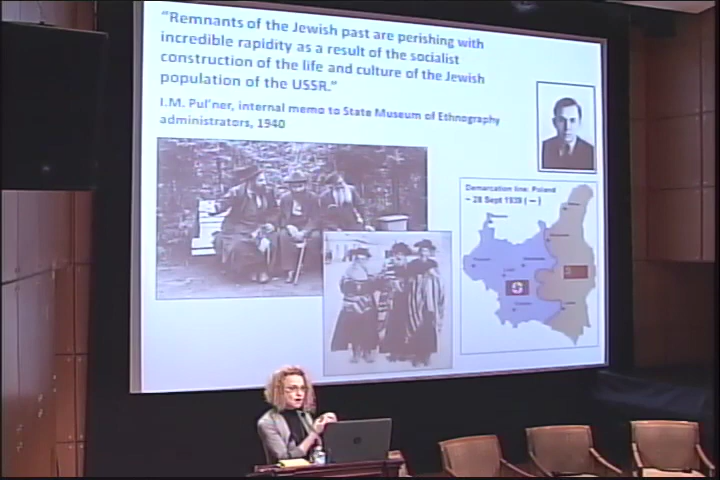 “Remnants of the Jewish past are perishing with
incredible rapidity as a result of the socialist
construction of the life and culture of the Jewish
population of the USSR.”
I.M. Pul’ner, internal memo to State Museum of Ethnography
administrators, 1940
Demarcation line: Poland
~ 28 Sept 1939 (—)